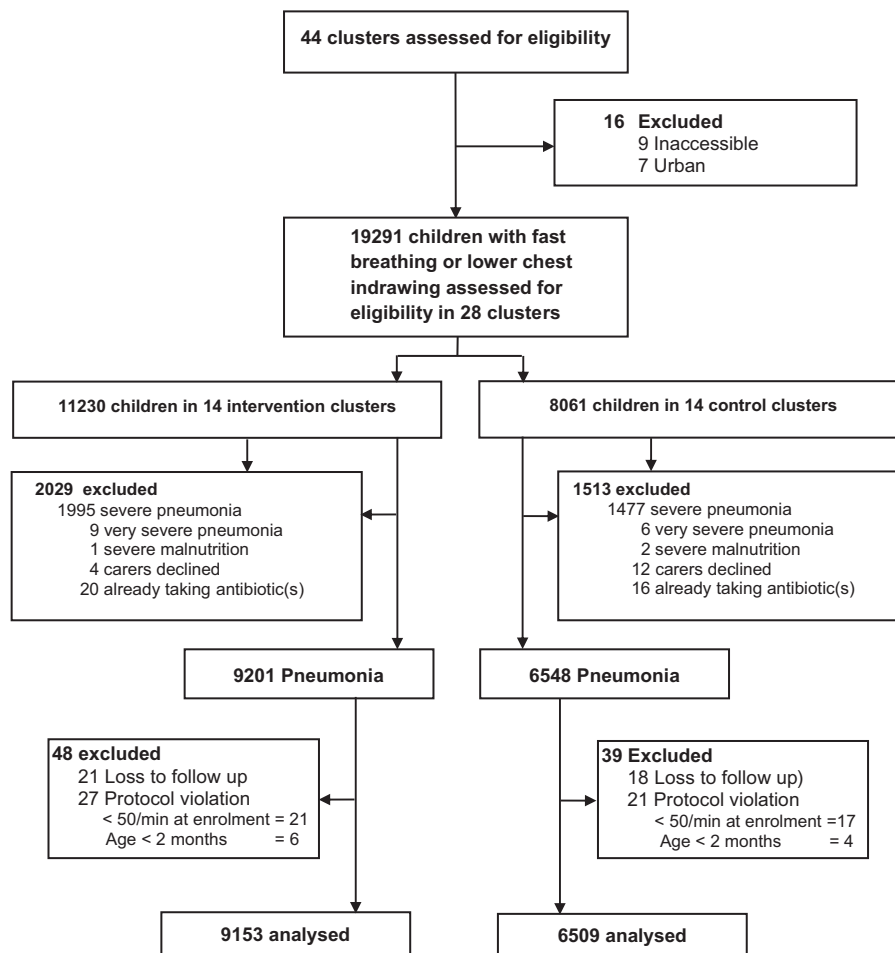 44 clusters assessed for eligibility
16 Excluded
9 Inaccessible
7 Urban
19291 children with fast
breathing or lower chest
indrawing assessed for
eligibility in 28 clusters
11230 children in 14 intervention clusters
8061 children in 14 control clusters
2029 excluded
1995 severe pneumonia
9 very severe pneumonia
1 severe malnutrition
4 carers declined
20 already taking antibiotic(s)
1513 excluded
1477 severe pneumonia
6 very severe pneumonia
2 severe malnutrition
12 carers declined
16 already taking antibiotic(s)
9201 Pneumonia
6548 Pneumonia
48 excluded
21 Loss to follow up
27 Protocol violation
< 50/min at enrolment = 21
Age < 2 months = 6
39 Excluded
18 Loss to follow up)
21 Protocol violation
< 50/min at enrolment =17
Age < 2 months = 4
9153 analysed
6509 analysed